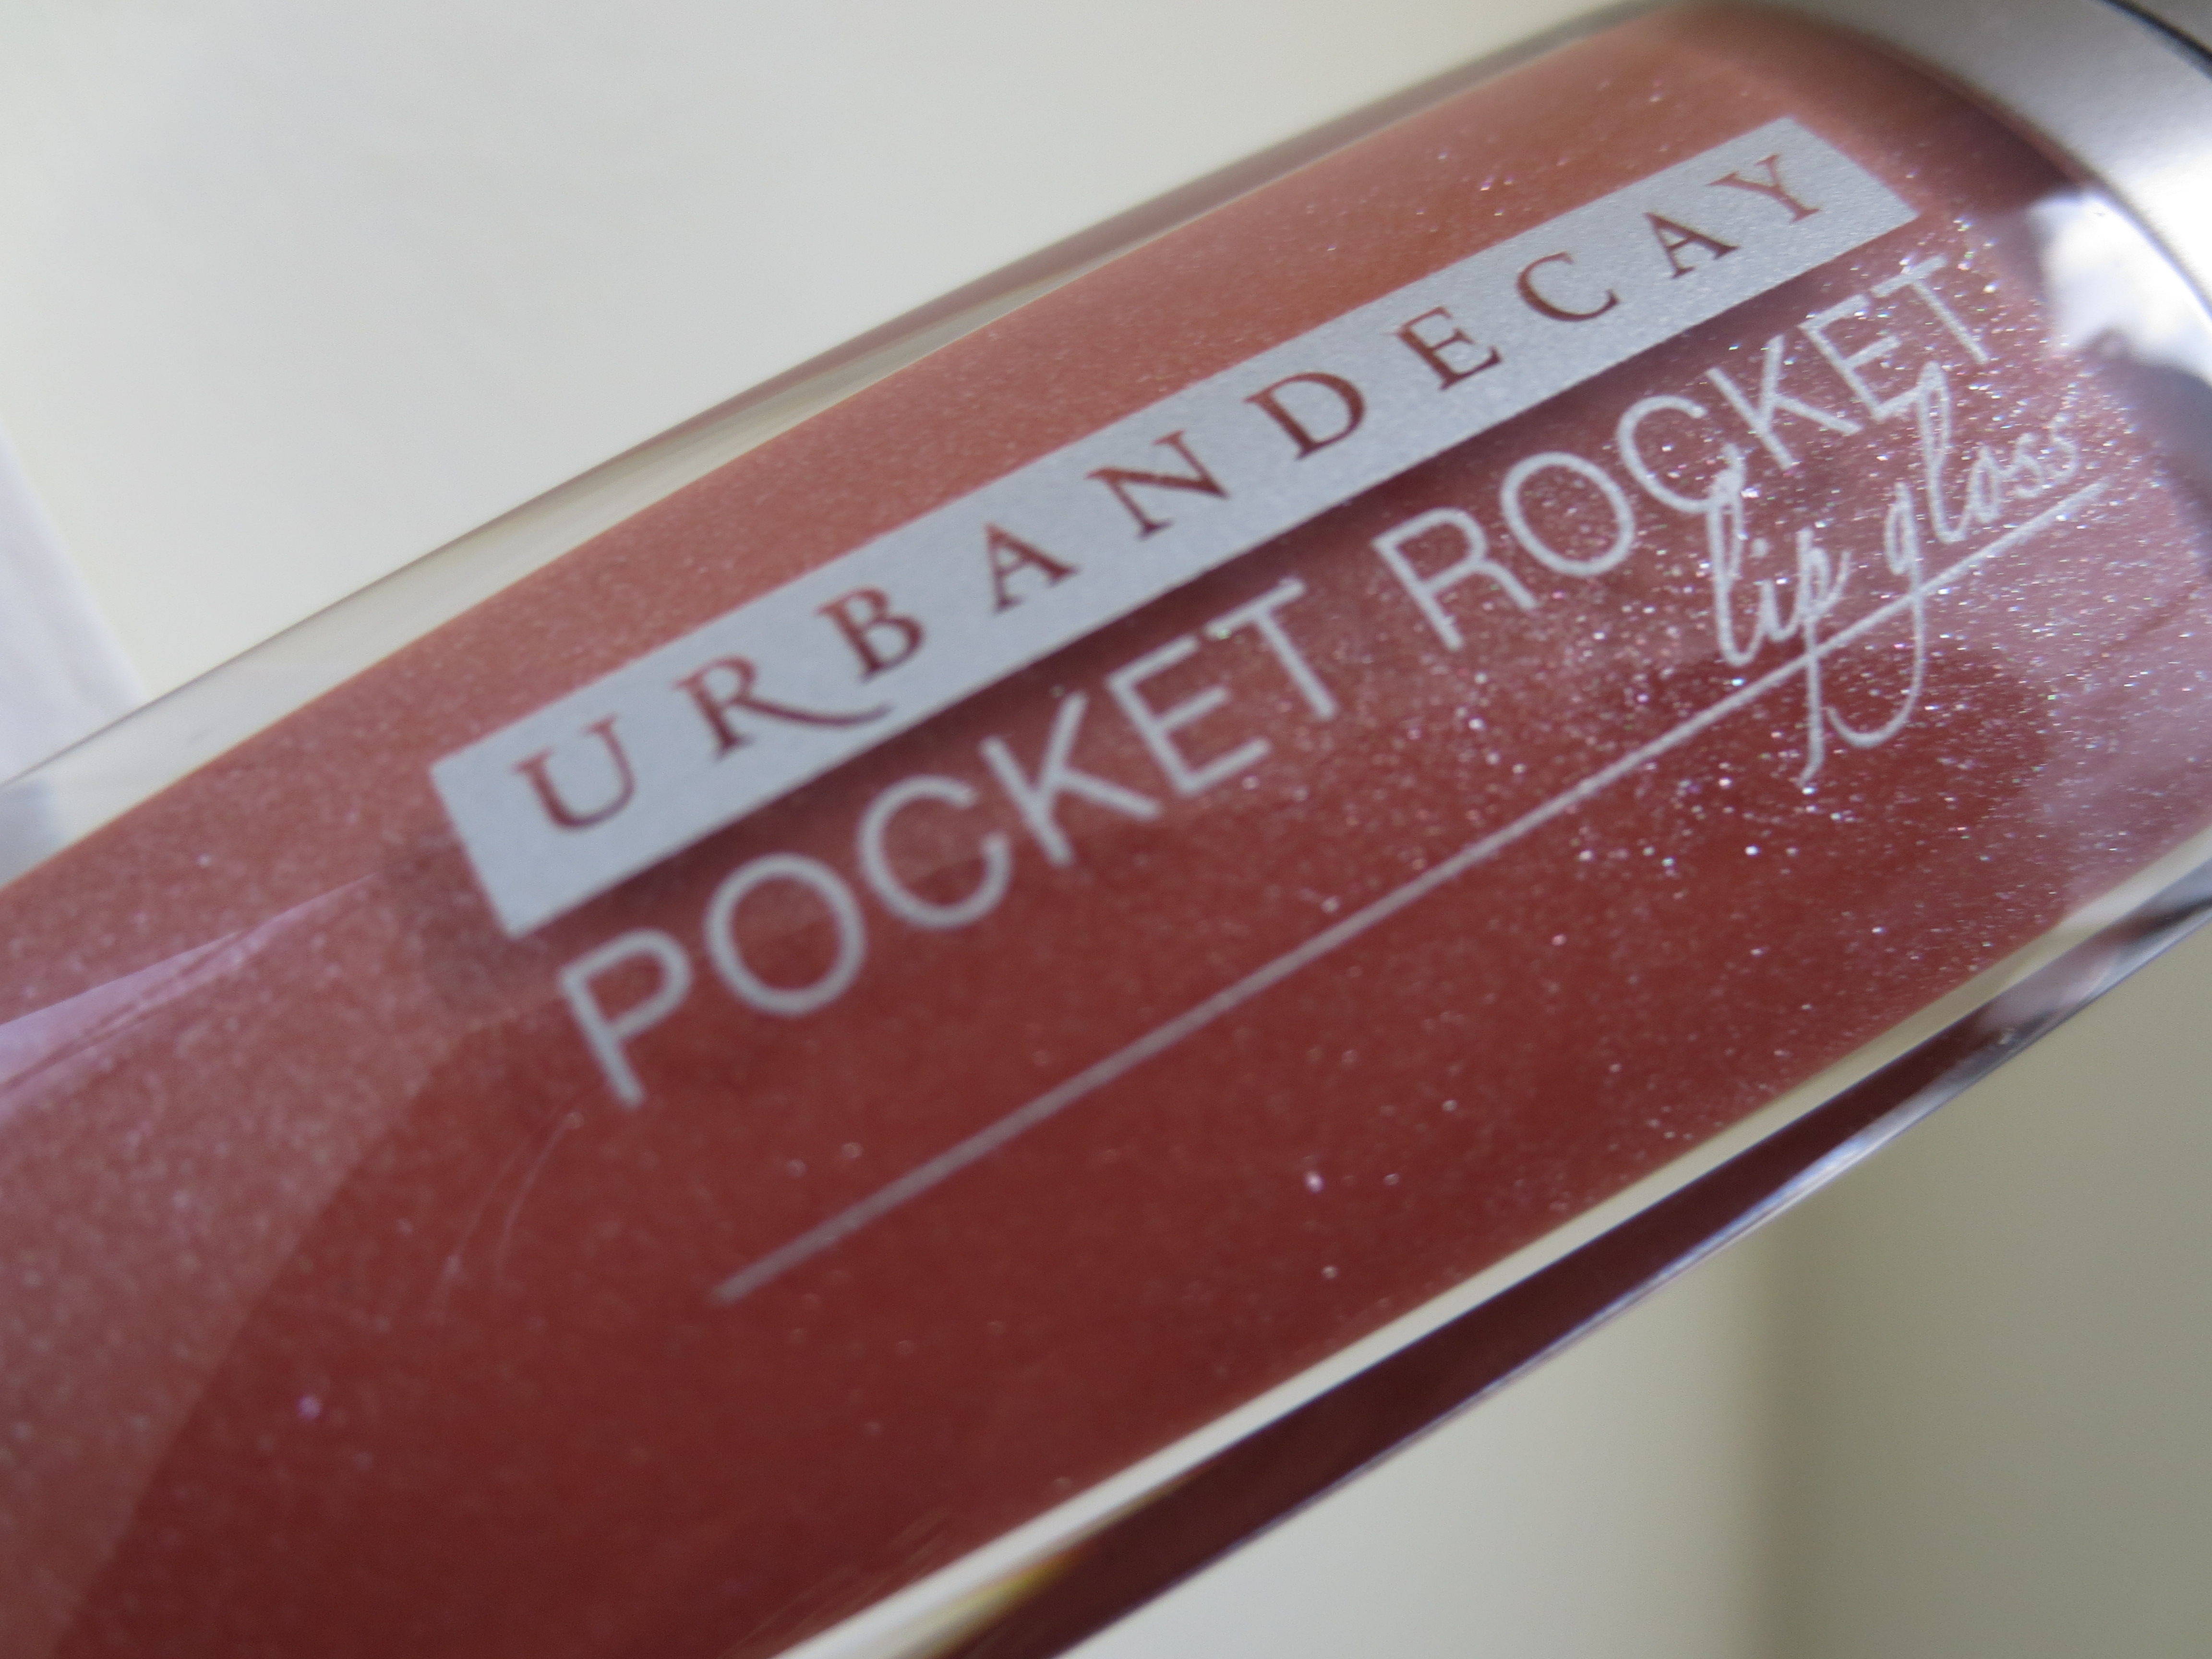 URBANDECAY
POCKET ROCKET
lip gloss